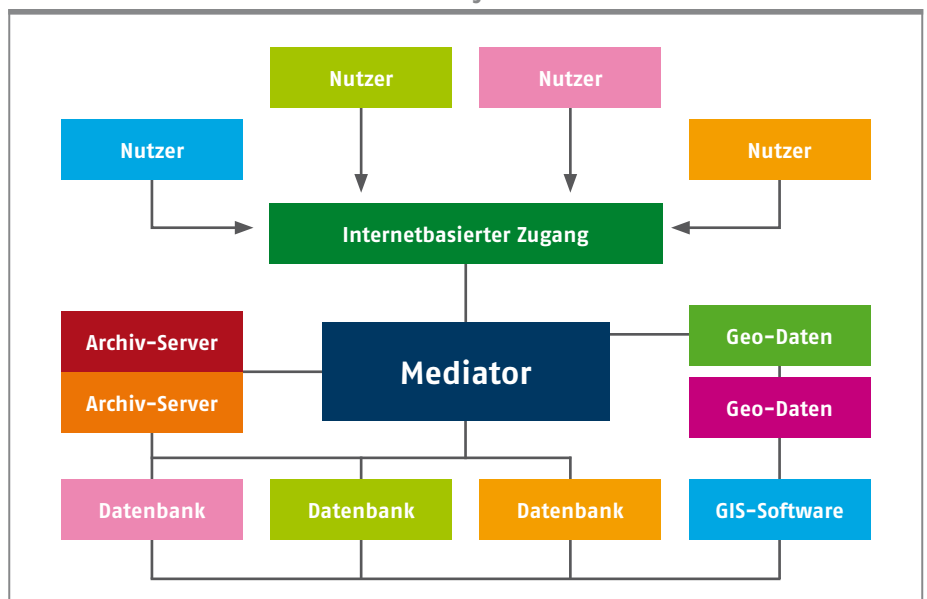 Nutzer
Nutzer
Nutzer
Nutzer
Internetbasierter Zugang
Archiv-Server
Mediator
Geo-Daten
Archiv-Server
Geo-Daten
Datenbank
Datenbank
Datenbank
GIS-Software